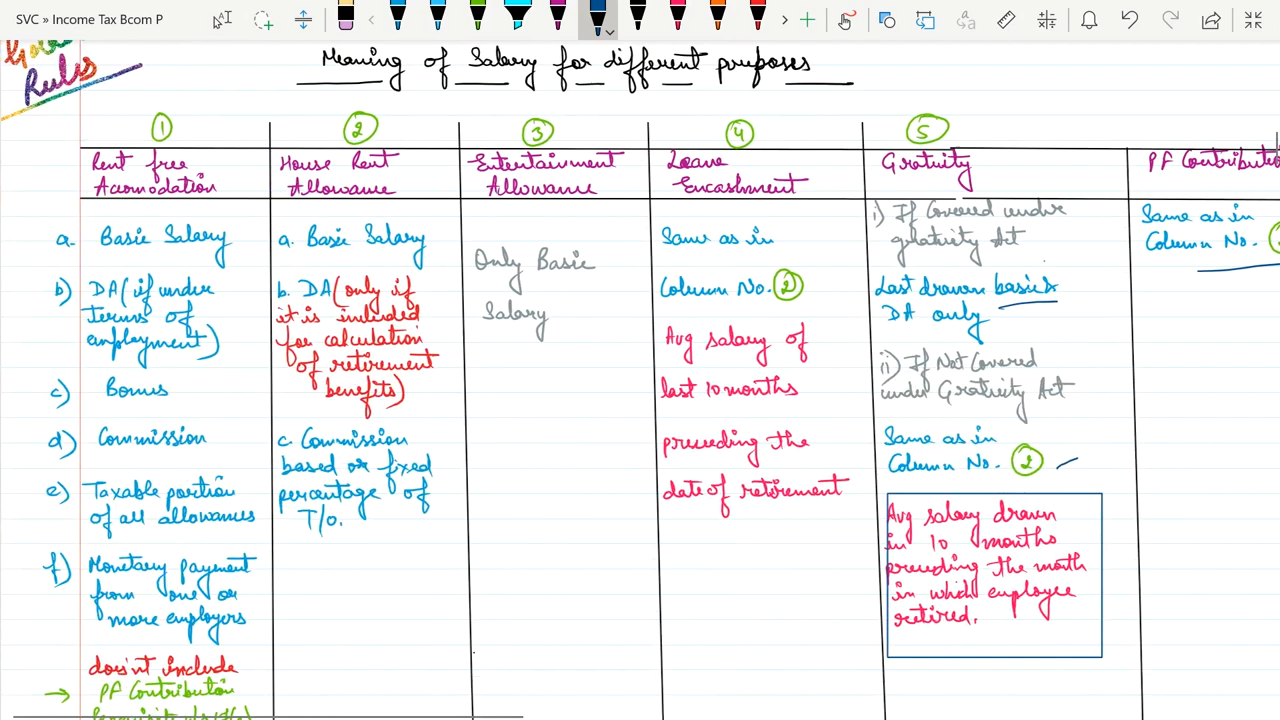 SVC » Income Tax Bcom P
Rules
Meaning of Salary for different purposes
1
2
3
4
5
Rent free
Accomodation
House Rent
Allowance
Entertainment
Allowance
Leave
Encashment
Gratuity
PF Contribution
a. Basic Salary
b) DA (if under
terms of
employment)
c) Bonus
d) Commission
e) Taxable portion
of all allowances
f) Monetary payment
from one or
more employers
doesn't include
→ PF Contribution
a. Basic Salary
b. DA (only if
it is included
for calculation
of retirement
benefits)
c. Commission
based or fixed
percentage of
T/O.
Only Basic
Salary
Same as in
Column No. 2
Avg salary of
last 10 months
preceding the
date of retirement
i) If Covered under
gratuity Act
Last drawn basic &
DA only
ii) If Not Covered
under Gratuity Act
Same as in
Column No. 2
Avg salary drawn
in 10 months
preceding the month
in which employee
retired.
Same as in
Column No.